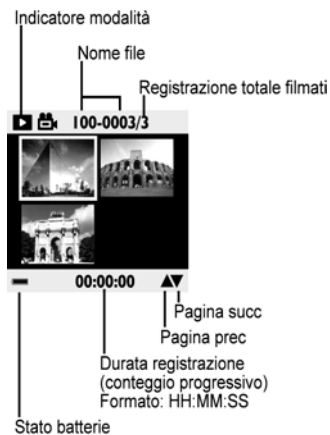 Indicatore modalità
Nome file
Registrazione totale filmati
100-0003/3
00:00:00
Pagina succ
Pagina prec
Durata registrazione
(conteggio progressivo)
Formato: HH:MM:SS
Stato batterie